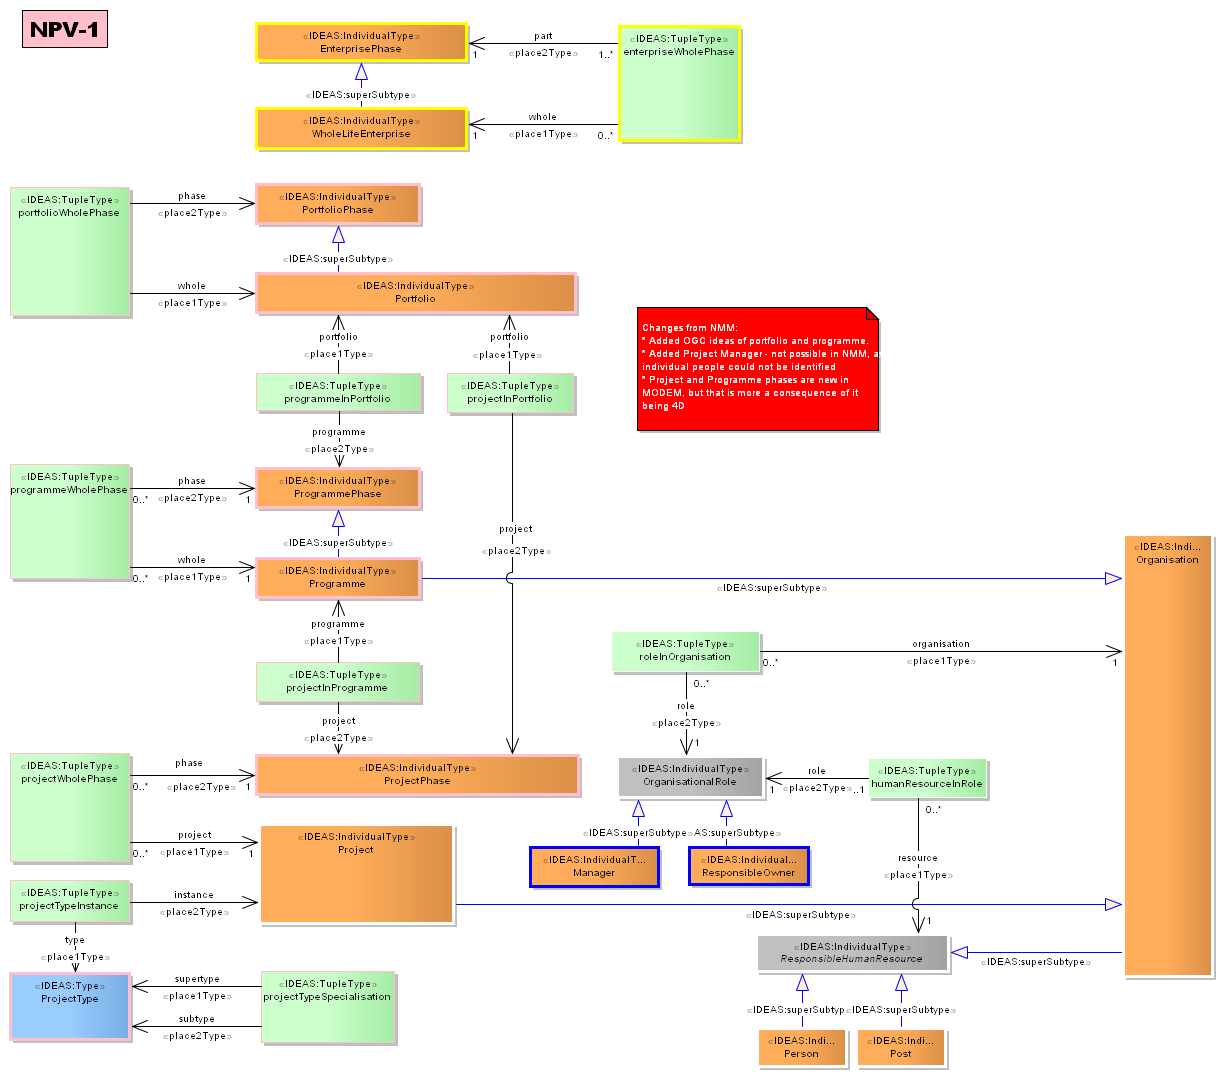 NPV-1
«IDEAS:IndividualType»
EnterprisePhase
part
«place2Type»
1
1..*
«IDEAS:TupleType»
enterpriseWholePhase
«IDEAS:superSubtype»
«IDEAS:IndividualType»
WholeLifeEnterprise
whole
«place1Type»
1
0..*
«IDEAS:TupleType»
portfolioWholePhase
phase
«place2Type»
«IDEAS:IndividualType»
PortfolioPhase
«IDEAS:superSubtype»
whole
«place1Type»
«IDEAS:IndividualType»
Portfolio
portfolio
«place1Type»
portfolio
«place1Type»
Changes from NMM:
* Added OGC ideas of portfolio and programme.
* Added Project Manager - not possible in NMM, a
individual people could not be identified
* Project and Programme phases are new in
MODEM, but that is more a consequence of it
being 4D
«IDEAS:TupleType»
programmeInPortfolio
«IDEAS:TupleType»
projectInPortfolio
programme
«place2Type»
«IDEAS:TupleType»
programmeWholePhase
phase
«place2Type»
0..*
1
«IDEAS:IndividualType»
ProgrammePhase
«IDEAS:superSubtype»
project
«place2Type»
whole
«place1Type»
0..*
1
«IDEAS:IndividualType»
Programme
«IDEAS:superSubtype»
«IDEAS:Indi...
Organisation
programme
«place1Type»
«IDEAS:TupleType»
projectInProgramme
project
«place2Type»
«IDEAS:TupleType»
roleInOrganisation
organisation
«place1Type»
0..*
1
0..*
role
«place2Type»
1
«IDEAS:TupleType»
projectWholePhase
phase
«place2Type»
0..*
1
«IDEAS:IndividualType»
ProjectPhase
«IDEAS:IndividualType»
OrganisationalRole
role
«place2Type»
1
..1
«IDEAS:TupleType»
humanResourceInRole
0..*
project
«place1Type»
0..*
1
«IDEAS:IndividualType»
Project
«IDEAS:superSubtype»
AS:superSubtype»
«IDEAS:IndividualT...
Manager
«IDEAS:Individual...
ResponsibleOwner
resource
«place1Type»
1
«IDEAS:TupleType»
projectTypeInstance
instance
«place2Type»
«IDEAS:superSubtype»
type
«place1Type»
«IDEAS:IndividualType»
ResponsibleHumanResource
«IDEAS:superSubtype»
«IDEAS:Type»
ProjectType
supertype
«place1Type»
subtype
«place2Type»
«IDEAS:TupleType»
projectTypeSpecialisation
«IDEAS:superSubtyp
«IDEAS:superSubtype»
«IDEAS:Indi...
Person
«IDEAS:Indi...
Post